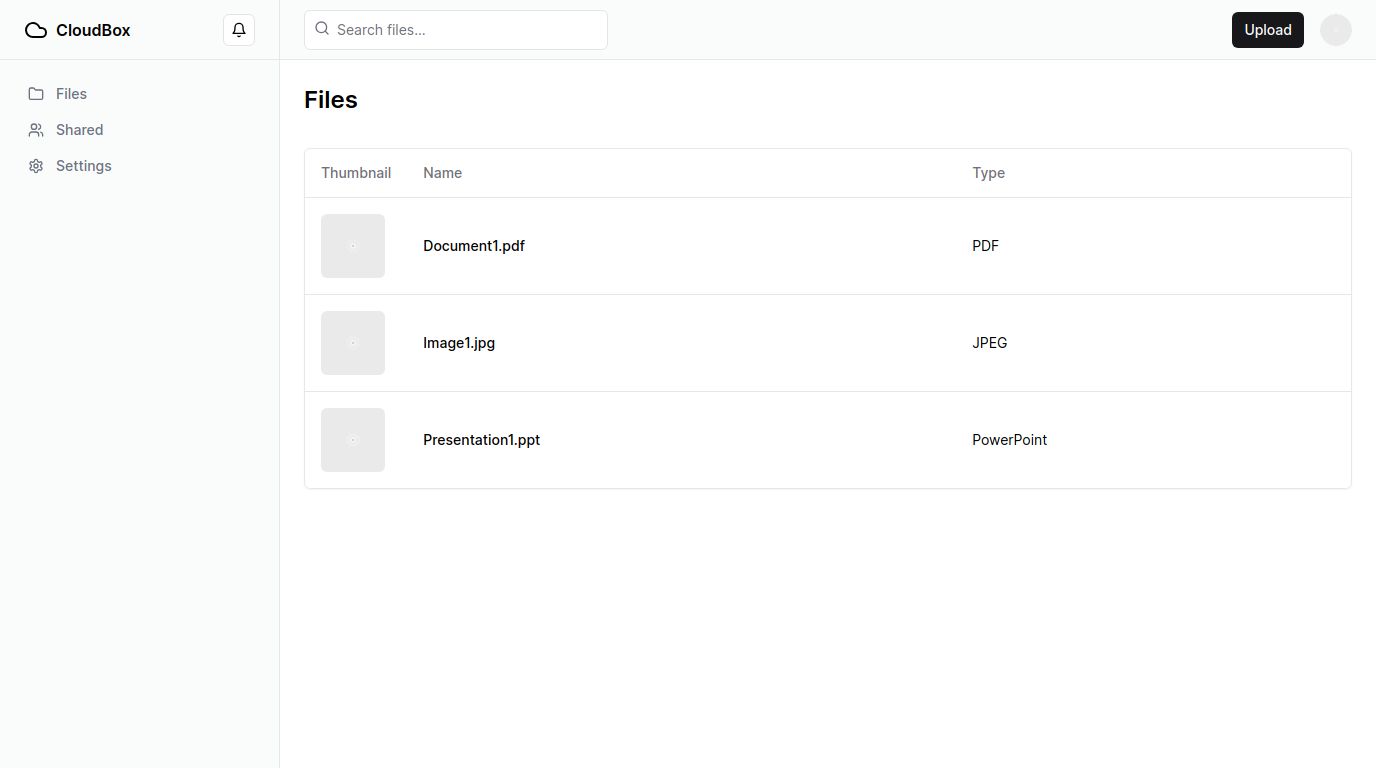 CloudBox
Search files...
Upload
Files
Shared
Settings
Files
Thumbnail Name Type
Document1.pdf PDF
Image1.jpg JPEG
Presentation1.ppt PowerPoint